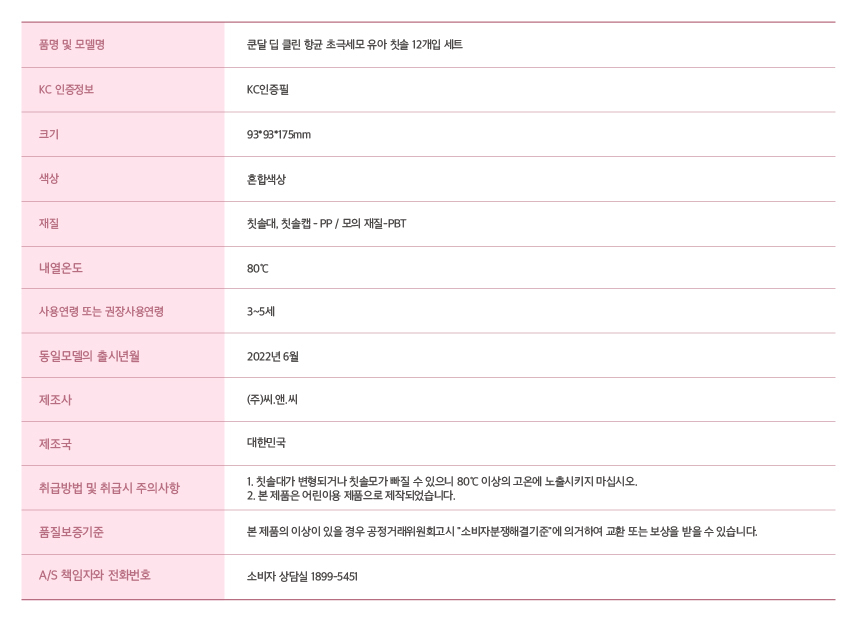 품명 및 모델명 쿤달 딥 클린 항균 초극세모 유아 칫솔 12개입 세트
KC 인증정보 KC인증필
크기 93*93*175mm
색상 혼합색상
재질 칫솔대, 칫솔캡 - PP / 모의 재질-PBT
내열온도 80℃
사용연령 또는 권장사용연령 3~5세
동일모델의 출시년월 2022년 6월
제조사 (주)씨.앤.씨
제조국 대한민국
취급방법 및 취급시 주의사항 1. 칫솔대가 변형되거나 칫솔모가 빠질 수 있으니 80℃ 이상의 고온에 노출시키지 마십시오.
2. 본 제품은 어린이용 제품으로 제작되었습니다.
품질보증기준 본 제품의 이상이 있을 경우 공정거래위원회고시 "소비자분쟁해결기준"에 의거하여 교환 또는 보상을 받을 수 있습니다.
A/S 책임자와 전화번호 소비자 상담실 1899-5451